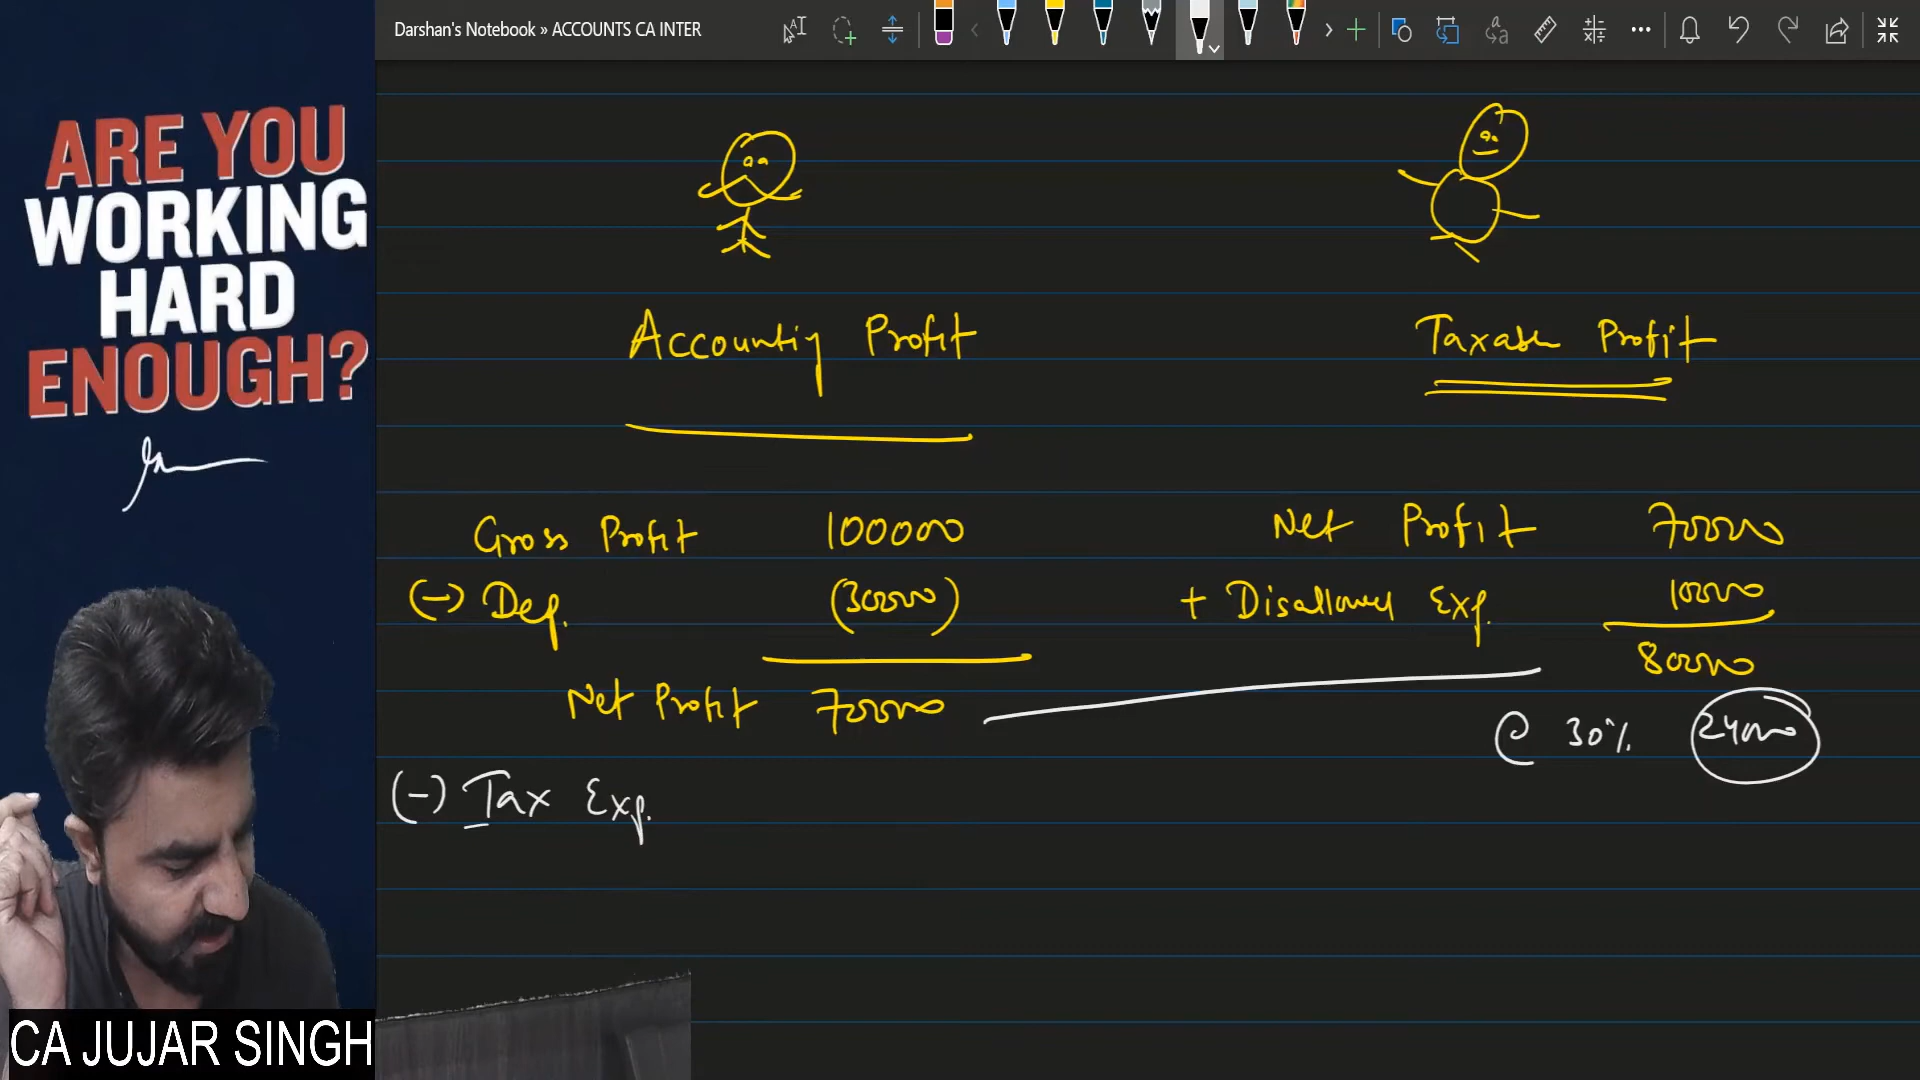 Darshan's Notebook » ACCOUNTS CA INTER
ARE YOU
WORKING
HARD
ENOUGH?
Accounting Profit
Taxable Profit
Gross Profit 100000
(-) Dep. (30000)
Net Profit 70000
(-) Tax Exp.
Net Profit 70000
+ Disallowed Exp. 10000
80000
@ 30% 24000
CA JUJAR SINGH